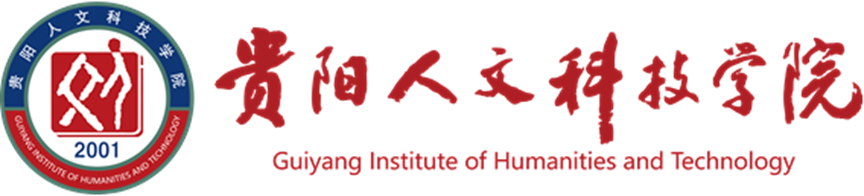 贵阳人文科技学院
2001
GUIYANG INSTITUTE OF HUMANITIES AND TECHNOLOGY
贵阳人文科技学院
Guiyang Institute of Humanities and Technology